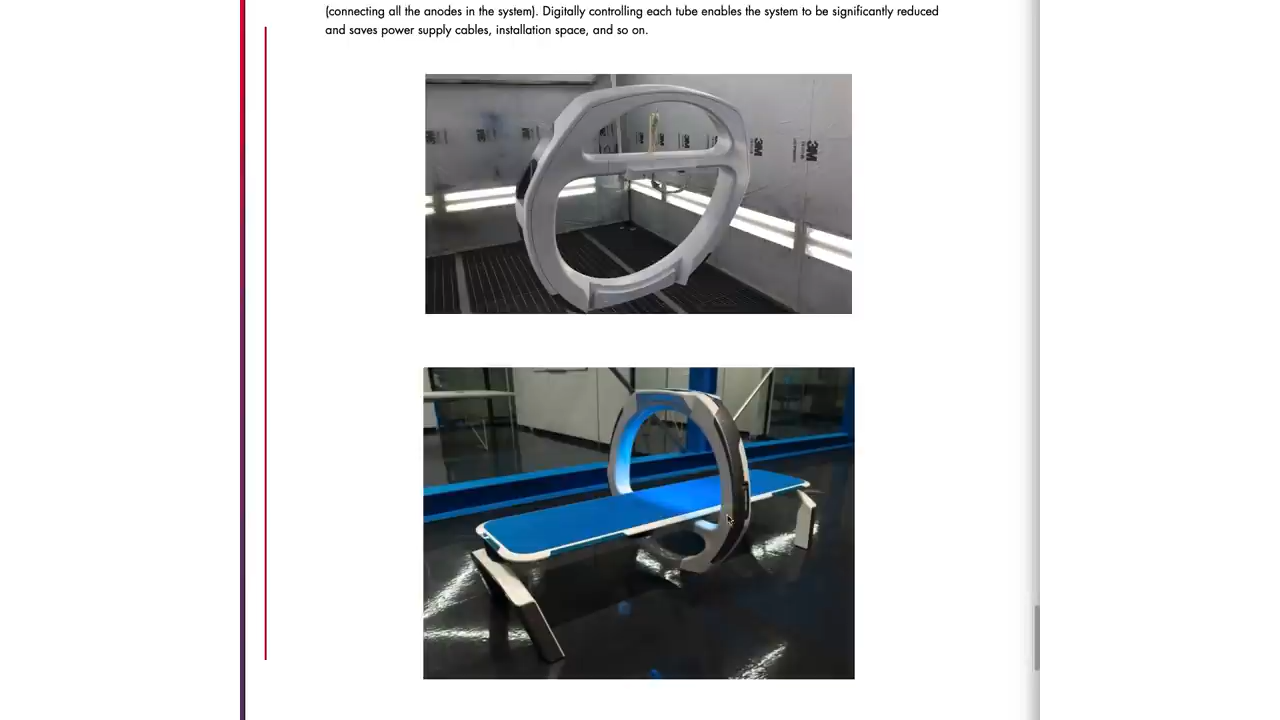 (connecting all the anodes in the system). Digitally controlling each tube enables the system to be significantly reduced
and saves power supply cables, installation space, and so on.
3M
3M